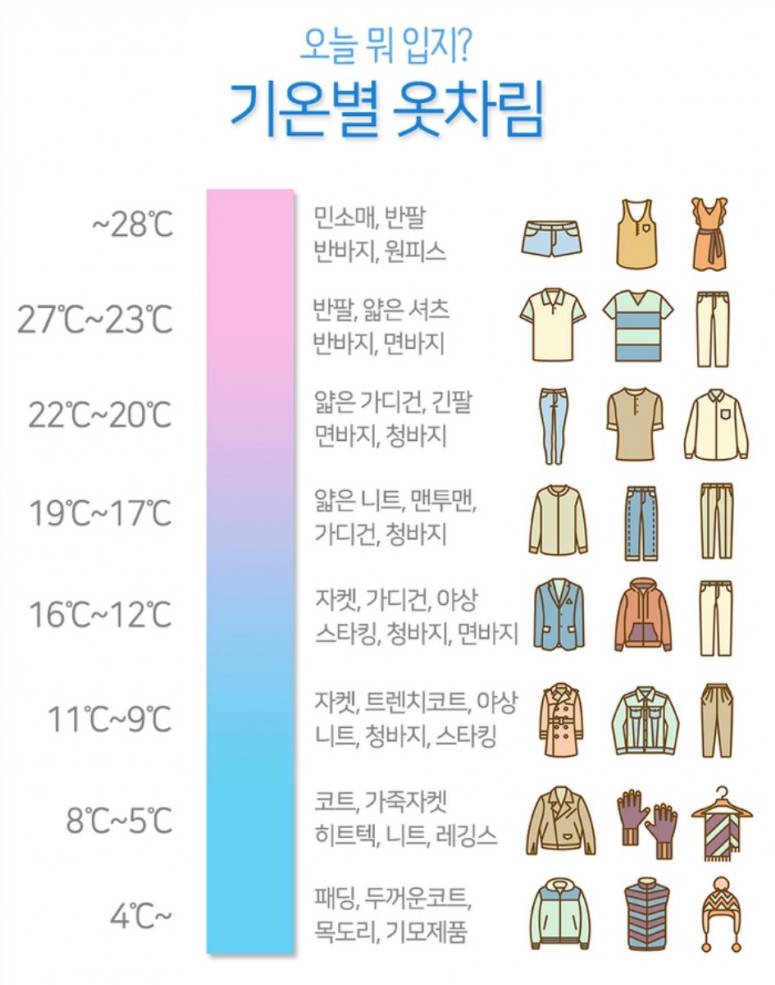 오늘 뭐 입지?
기온별 옷차림
~28℃
민소매, 반팔
반바지, 원피스
27℃~23℃
반팔, 얇은 셔츠
반바지, 면바지
22℃~20℃
얇은 가디건, 긴팔
면바지, 청바지
19℃~17℃
얇은 니트, 맨투맨,
가디건, 청바지
16℃~12℃
자켓, 가디건, 야상
스타킹, 청바지, 면바지
11℃~9℃
자켓, 트렌치코트, 야상
니트, 청바지, 스타킹
8℃~5℃
코트, 가죽자켓
히트텍, 니트, 레깅스
4℃~
패딩, 두꺼운코트,
목도리, 기모제품